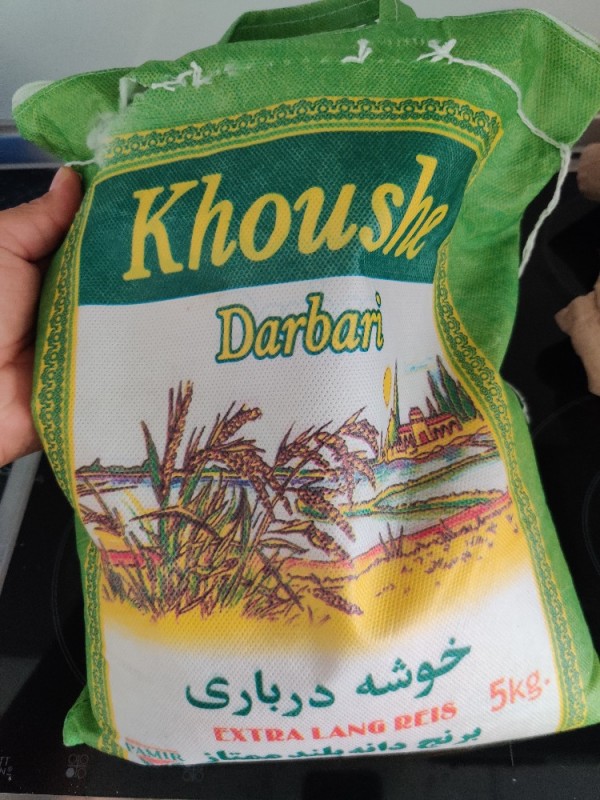 Khoushe
Darbari
خوشه درباری
5kg.
EXTRA LANG REIS
برنج دانه بلند ممتاز
PAMIR